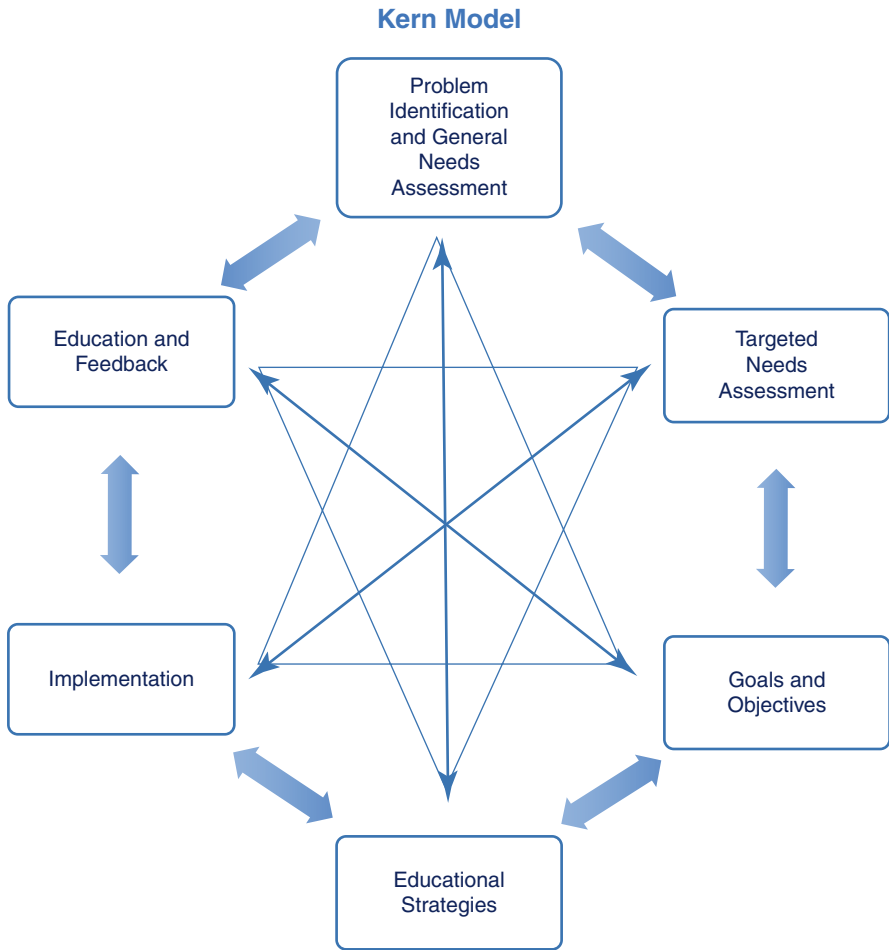 Kern Model
Problem
Identification
and General
Needs
Assessment
Targeted
Needs
Assessment
Goals and
Objectives
Educational
Strategies
Implementation
Education and
Feedback